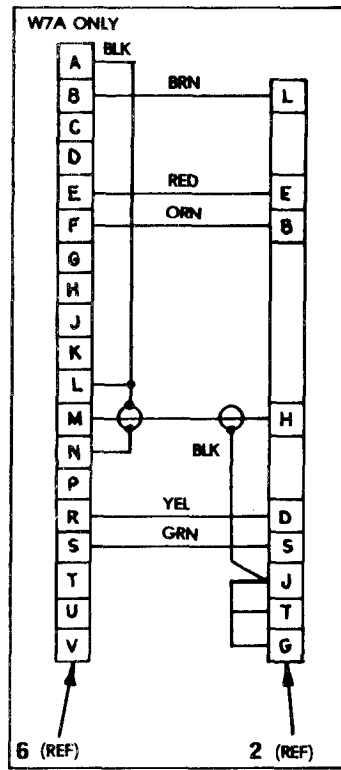 W7A ONLY
BLK
A
B BRN L
C
D
E RED E
F ORN B
G
H
J
K
L
M H
N
BLK
P
R YEL D
S GRN S
T J
U T
V G
6 (REF) 2 (REF)